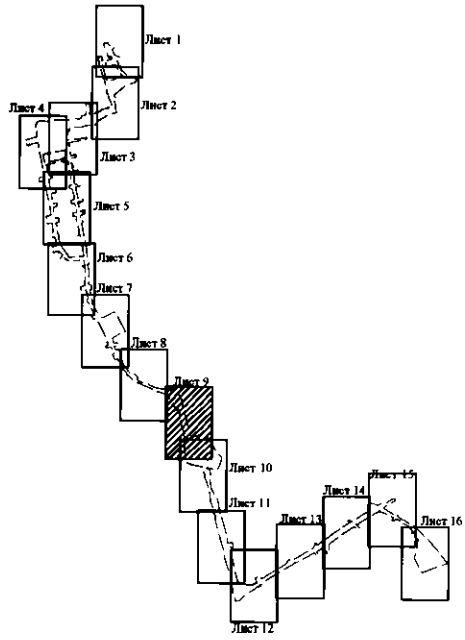 Лист 1
Лист 2
Лист 4
Лист 3
Лист 5
Лист 6
Лист 7
Лист 8
Лист 9
Лист 10
Лист 11
Лист 12
Лист 13
Лист 14
Лист 15
Лист 16